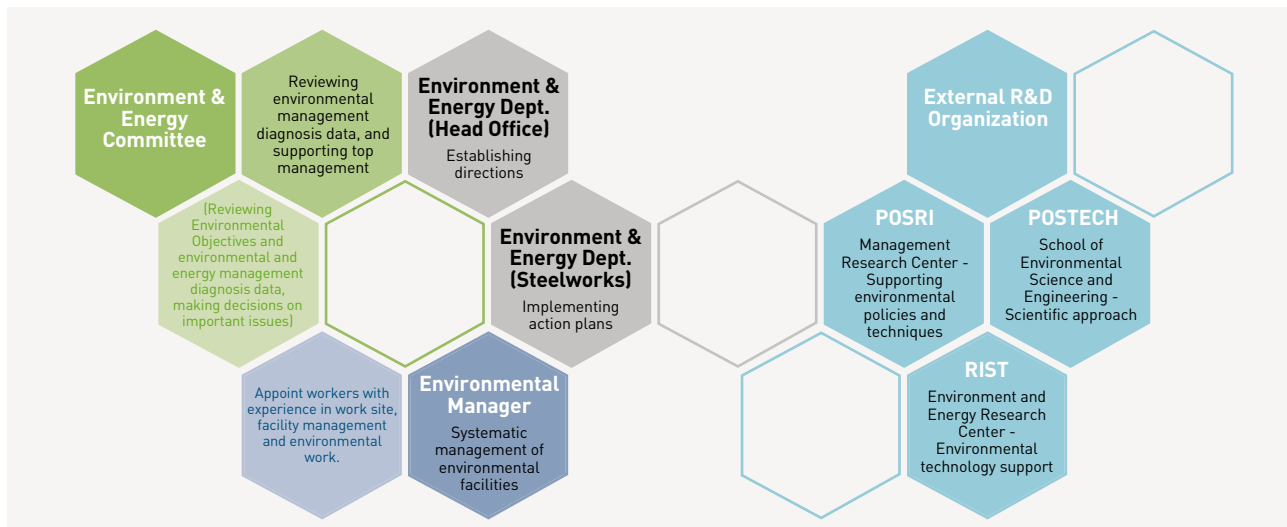 Environment &
Energy
Committee
Reviewing
environmental
management
diagnosis data, and
supporting top
management
Environment &
Energy Dept.
(Head Office)
Establishing
directions
External R&D
Organization
(Reviewing
Environmental
Objectives and
environmental and
energy management
diagnosis data,
making decisions on
important issues)
Environment &
Energy Dept.
(Steelworks)
Implementing
action plans
POSRI
Management
Research Center -
Supporting
environmental
policies and
techniques
POSTECH
School of
Environmental
Science and
Engineering -
Scientific approach
Appoint workers with
experience in work site,
facility management
and environmental
work.
Environmental
Manager
Systematic
management of
environmental
facilities
RIST
Environment and
Energy Research
Center -
Environmental
technology support